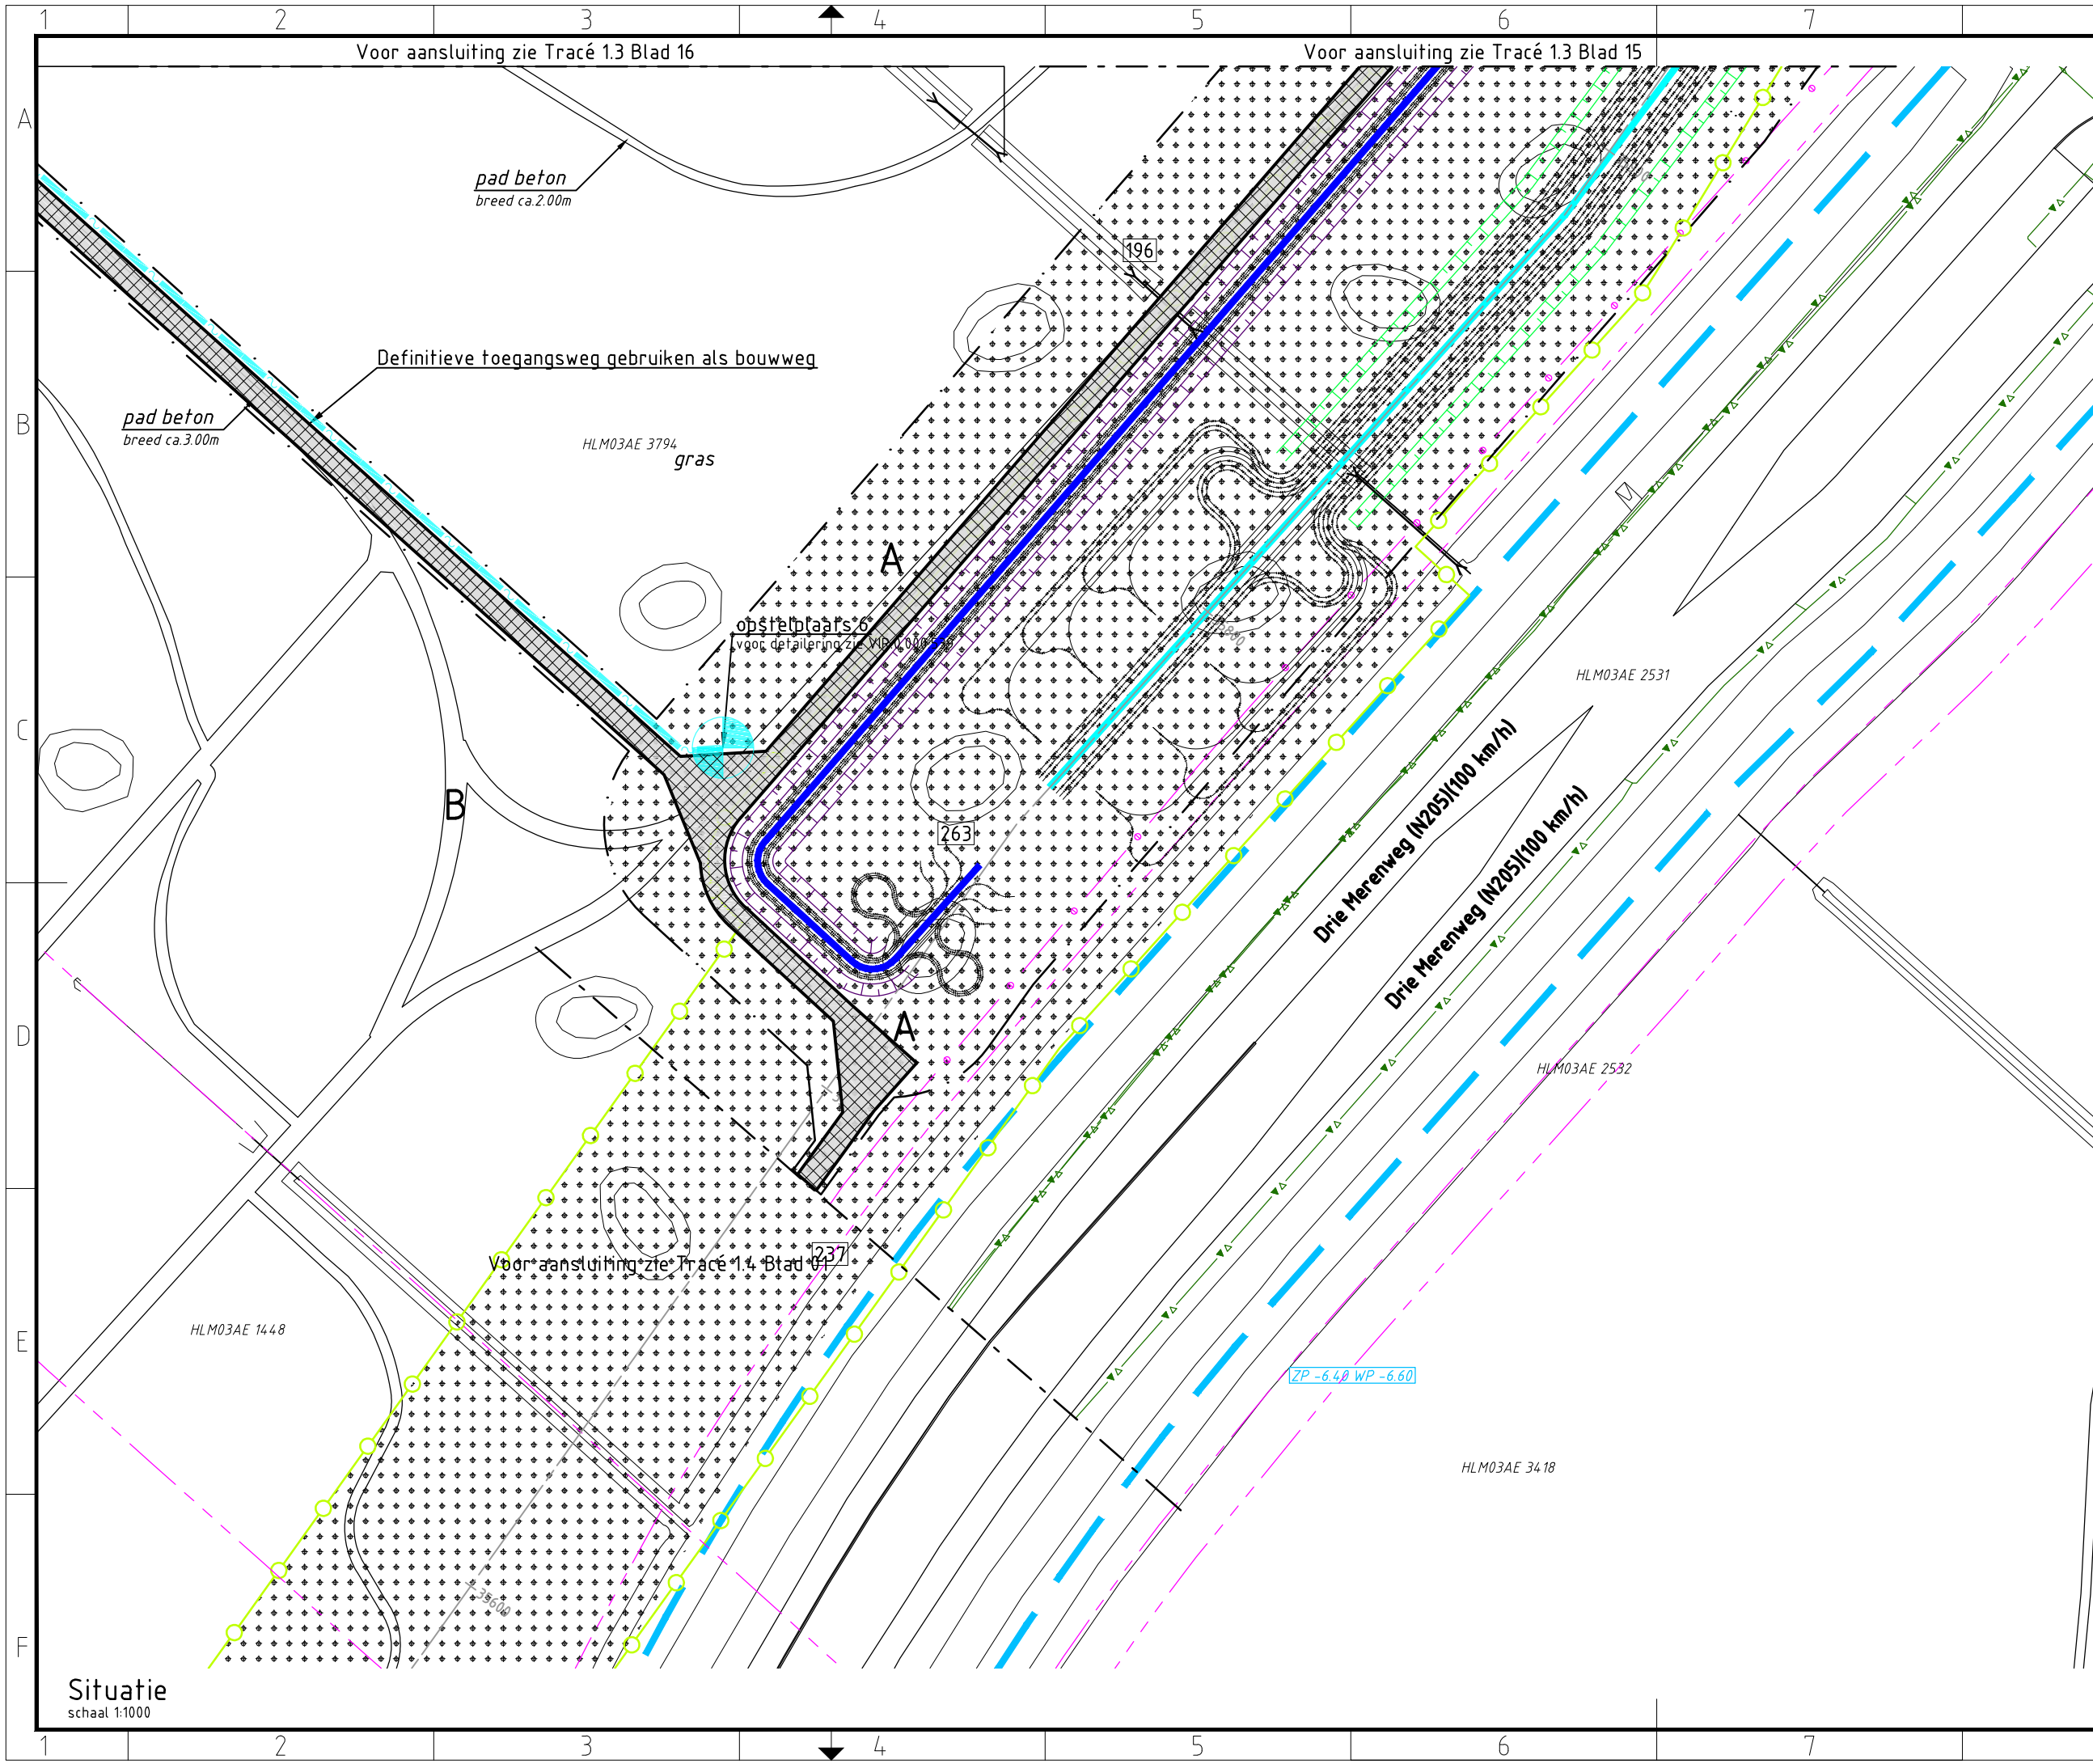 1 2 3 4 5 6 7
Voor aansluiting zie Tracé 1.3 Blad 16
Voor aansluiting zie Tracé 1.3 Blad 15
A
pad beton
breed ca.2.00m
196
Definitieve toegangsweg gebruiken als bouwweg
pad beton
breed ca.3.00m
B
HLM03AE 3794
gras
A
opstelplaats 6
voor detailering zie
HLM03AE 2531
C
B
263
Drie Merenweg (N205)(100 km/h)
Drie Merenweg (N205)(100 km/h)
D
A
HLM03AE 2532
237
Voor aansluiting zie Tracé 1.4 Blad 01
HLM03AE 1448
E
ZP -6.40 WP -6.60
HLM03AE 3418
35600
F
Situatie
schaal 1:1000
1 2 3 4 5 6 7